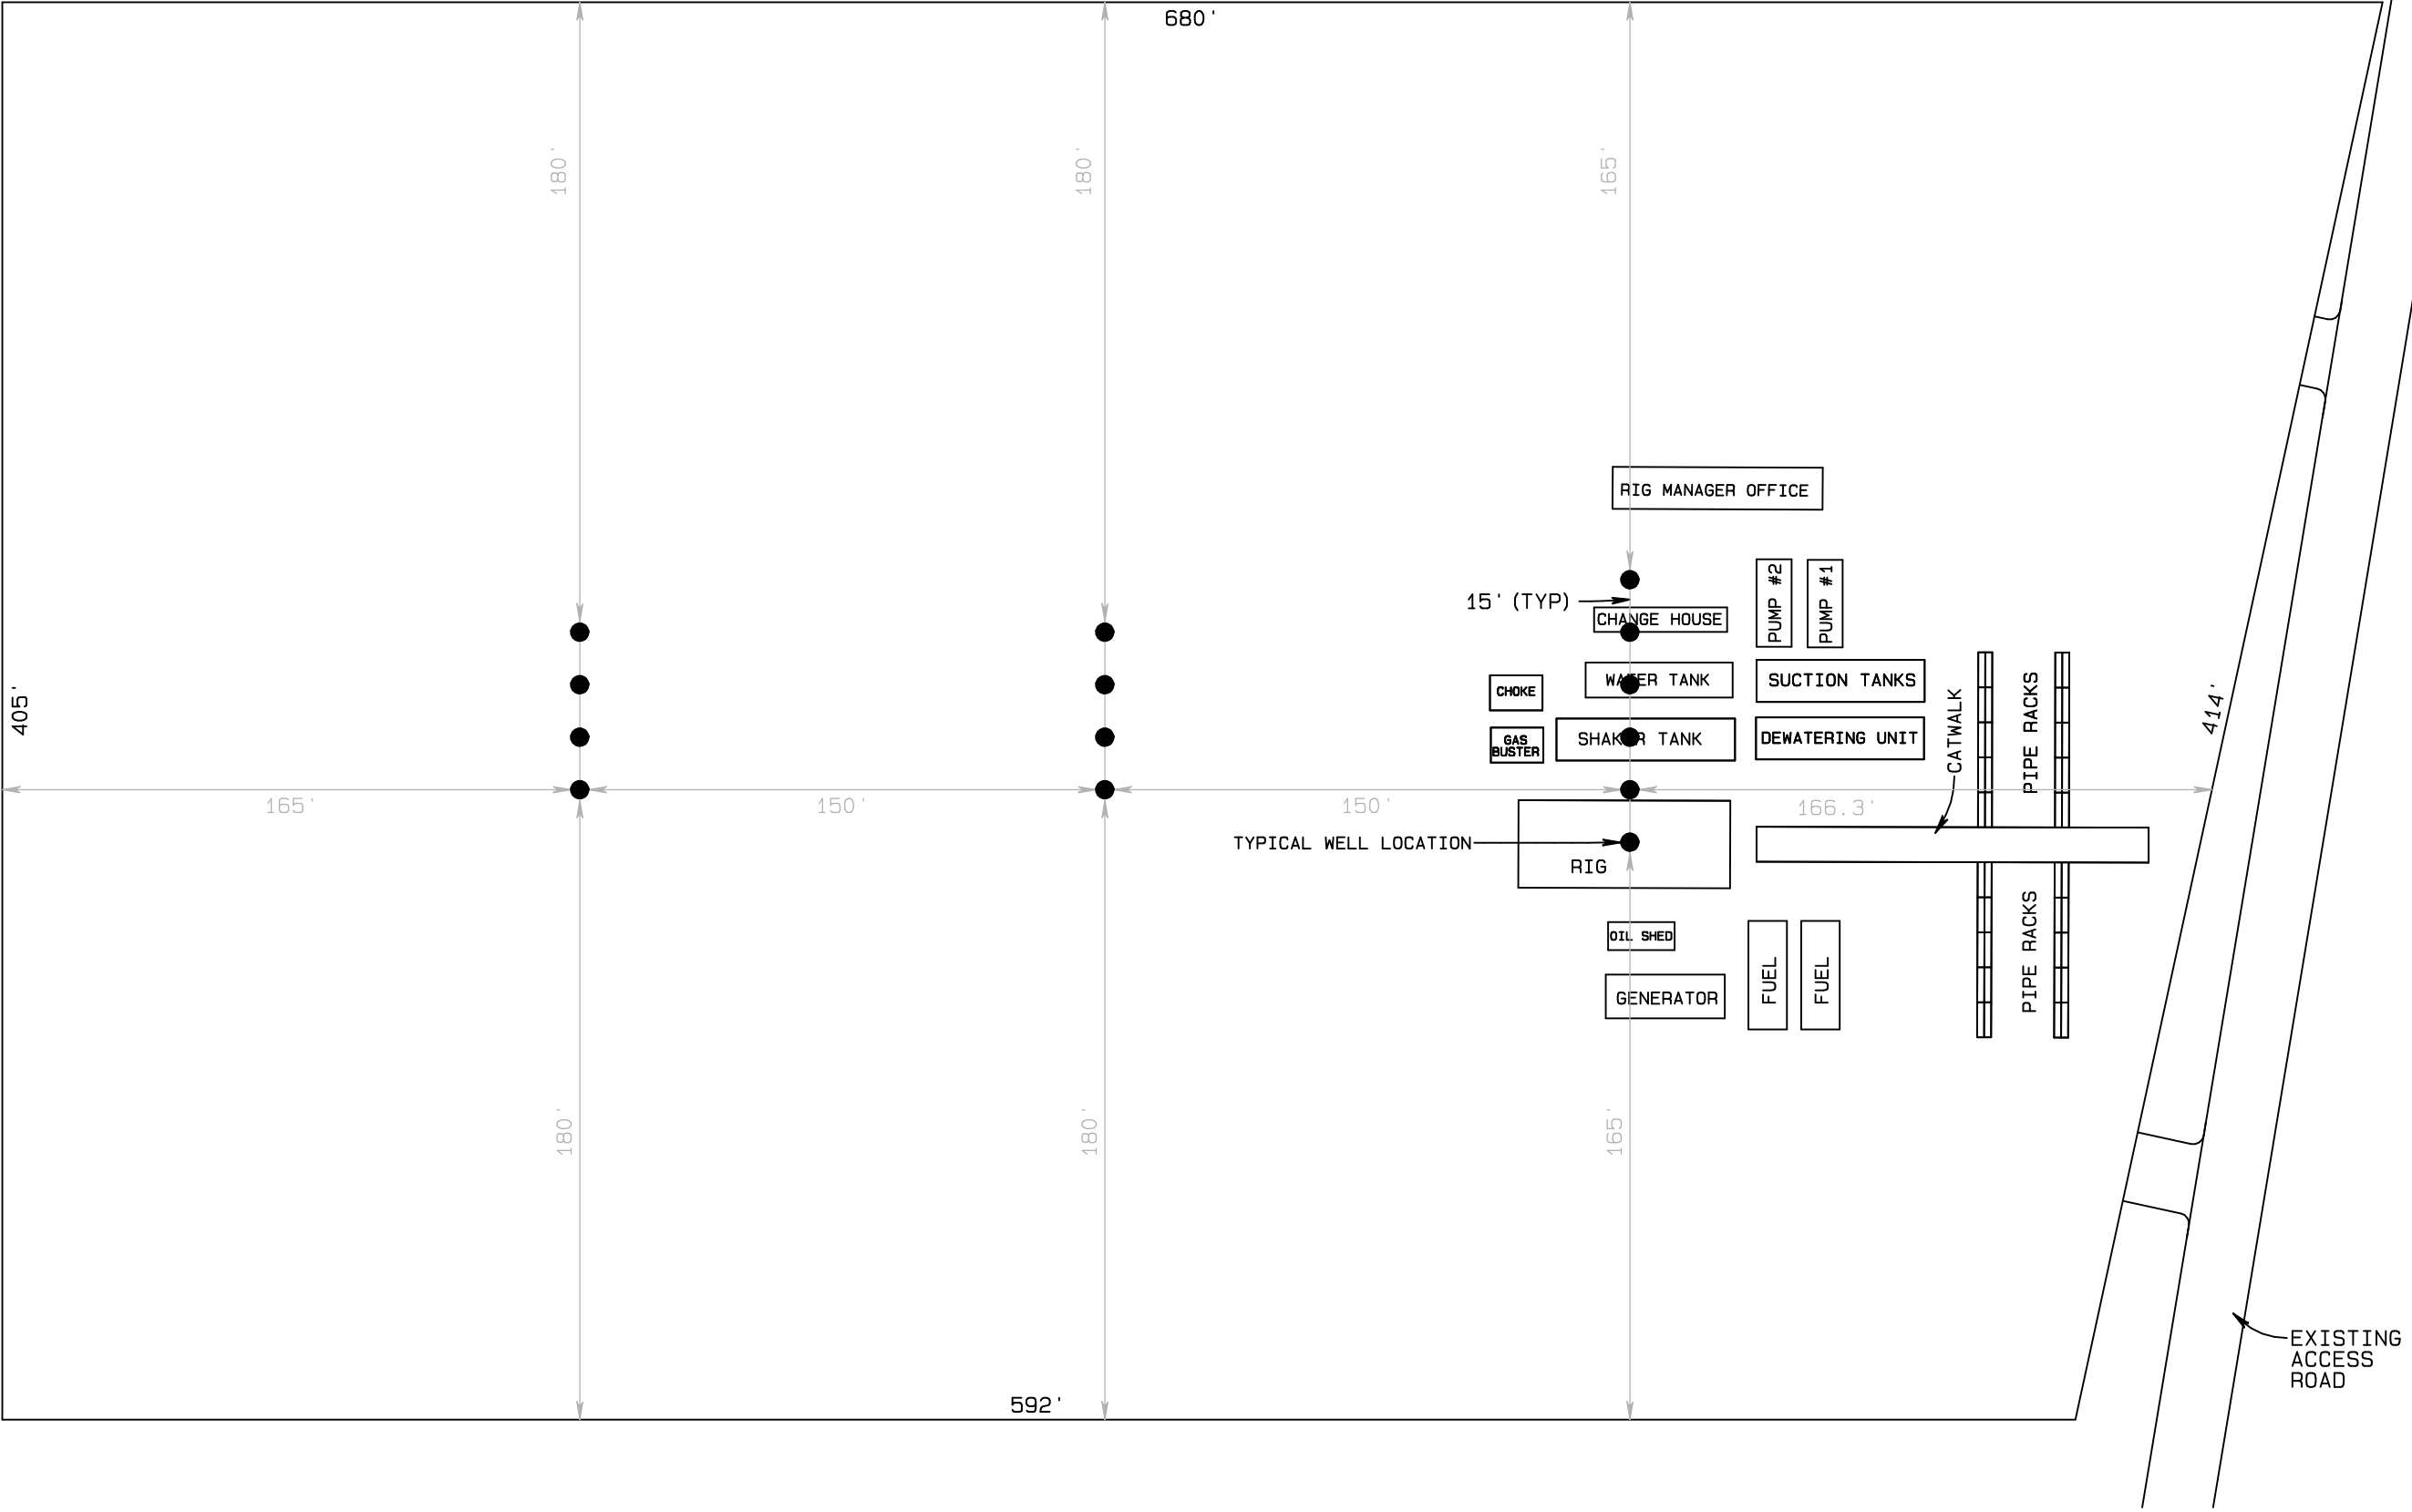 680'
180'
180'
165'
RIG MANAGER OFFICE
PUMP #2
PUMP #1
15' (TYP)
CHANGE HOUSE
CHOKE
WATER TANK
SUCTION TANKS
CATWALK
PIPE RACKS
414'
405'
GAS
BUSTER
SHAKER TANK
DEWATERING UNIT
165'
150'
150'
166.3'
TYPICAL WELL LOCATION
RIG
OIL SHED
GENERATOR
FUEL
FUEL
PIPE RACKS
180'
180'
165'
EXISTING
ACCESS
ROAD
592'